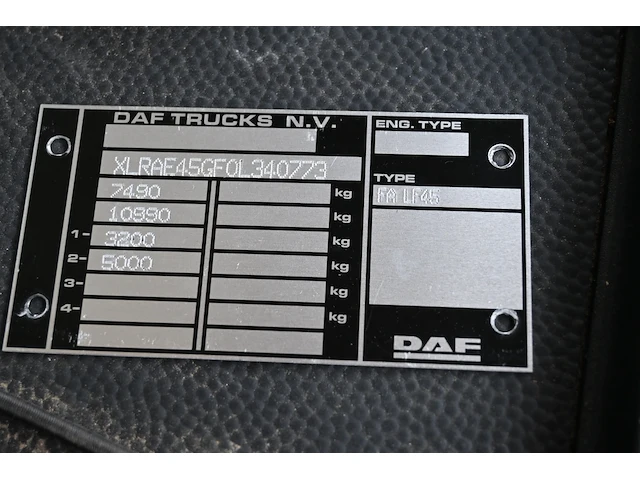 DAF TRUCKS N.V.
XLRAE45GF0L340773
7490 kg
10990 kg
1- 3200 kg
2- 5000 kg
3- kg
4- kg
ENG. TYPE
TYPE
FA LF45
DAF